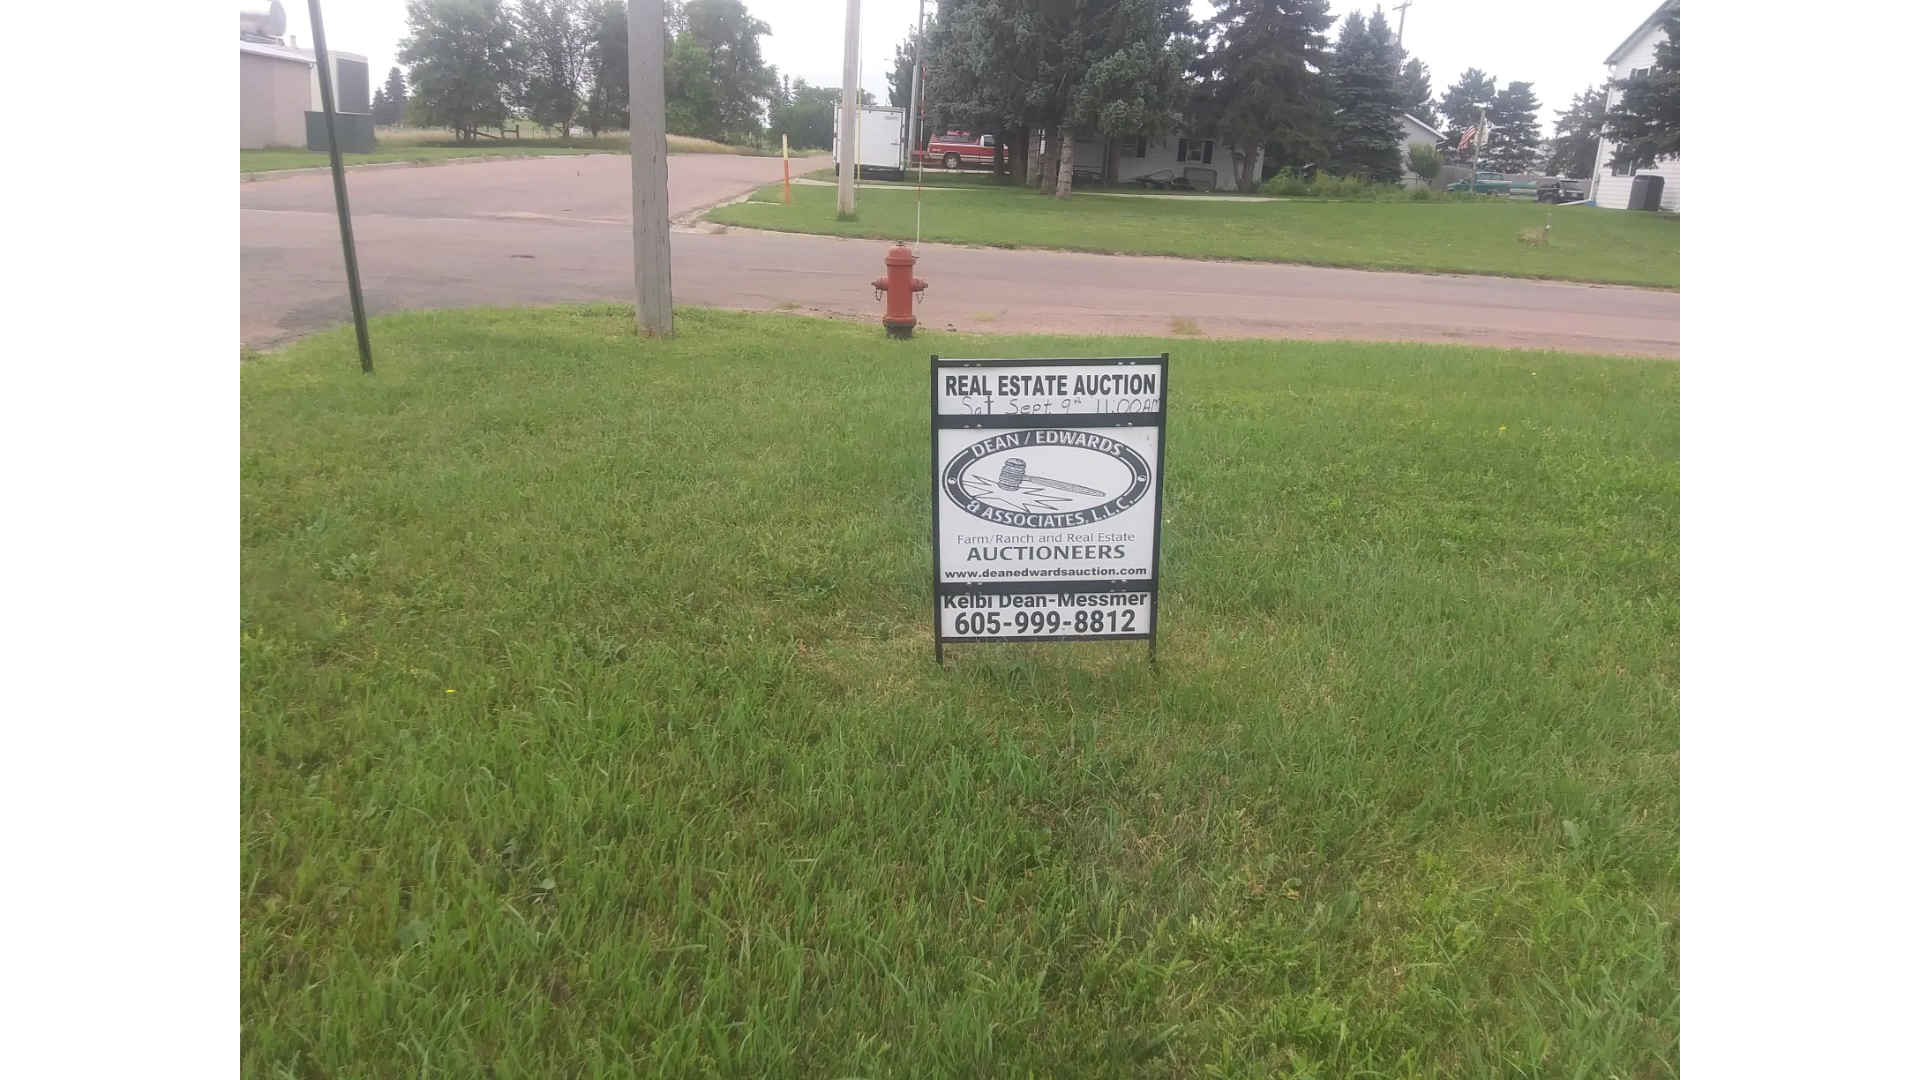 REAL ESTATE AUCTION
Sat Sept. 9th 11:00AM
DEAN / EDWARDS
& ASSOCIATES, L.L.C.
Farm/Ranch and Real Estate
AUCTIONEERS
www.deanedwardsauction.com
Kelbi Dean-Messmer
605-999-8812